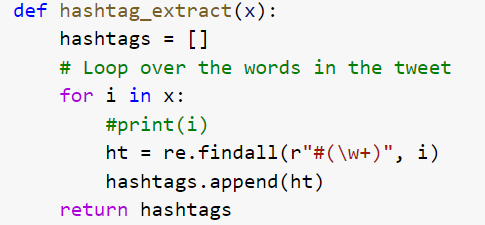 def hashtag_extract(x):
    hashtags = []
    # Loop over the words in the tweet
    for i in x:
        #print(i)
        ht = re.findall(r"#(\w+)", i)
        hashtags.append(ht)
    return hashtags